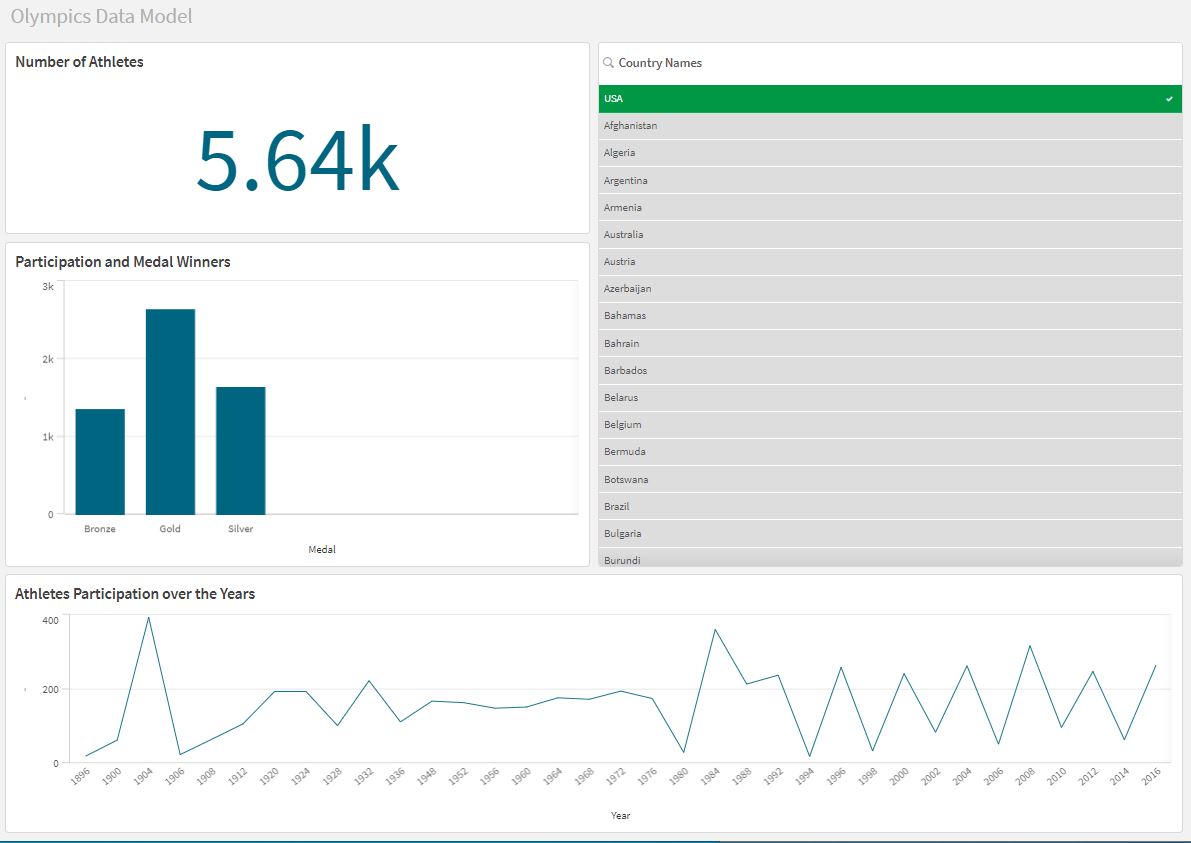 Olympics Data Model
Number of Athletes
5.64k
Country Names
USA
Afghanistan
Algeria
Argentina
Armenia
Australia
Austria
Azerbaijan
Bahamas
Bahrain
Barbados
Belarus
Belgium
Bermuda
Botswana
Brazil
Bulgaria
Burundi
Participation and Medal Winners
3k
2k
1k
0
Bronze Gold Silver
Medal
Athletes Participation over the Years
400
200
0
1896 1900 1904 1906 1908 1912 1920 1924 1928 1932 1936 1948 1952 1956 1960 1964 1968 1972 1976 1980 1984 1988 1992 1994 1996 1998 2000 2002 2004 2006 2008 2010 2012 2014 2016
Year